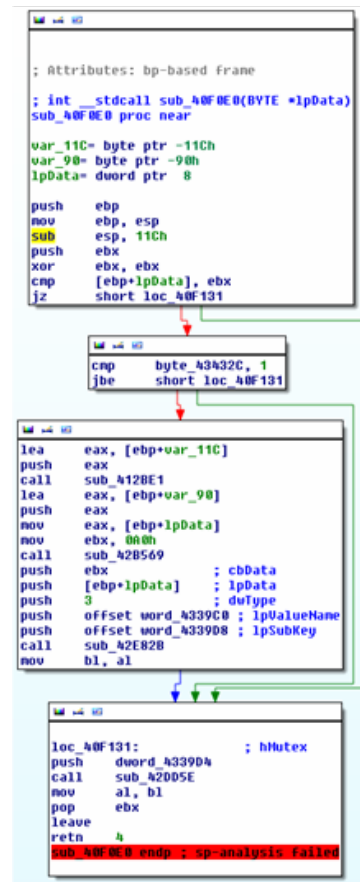 ; Attributes: bp-based frame
; int __stdcall sub_40F0E0(BYTE *lpData)
sub_40F0E0 proc near
var_11C= byte ptr -11Ch
var_90= byte ptr -90h
lpData= dword ptr 8
push ebp
mov ebp, esp
sub esp, 11Ch
push ebx
xor ebx, ebx
cmp [ebp+lpData], ebx
jz short loc_40F131
cmp byte_43432C, 1
jbe short loc_40F131
lea eax, [ebp+var_11C]
push eax
call sub_412BE1
lea eax, [ebp+var_90]
push eax
mov eax, [ebp+lpData]
mov ebx, 0A0h
call sub_42B569
push ebx ; cbData
push [ebp+lpData] ; lpData
push 3 ; dwType
push offset word_4339C0 ; lpValueName
push offset word_4339D8 ; lpSubKey
call sub_42E82B
mov bl, al
loc_40F131: ; hMutex
push dword_4339D4
call sub_42DD5E
mov al, bl
pop ebx
leave
retn 4
sub_40F0E0 endp ; sp-analysis failed